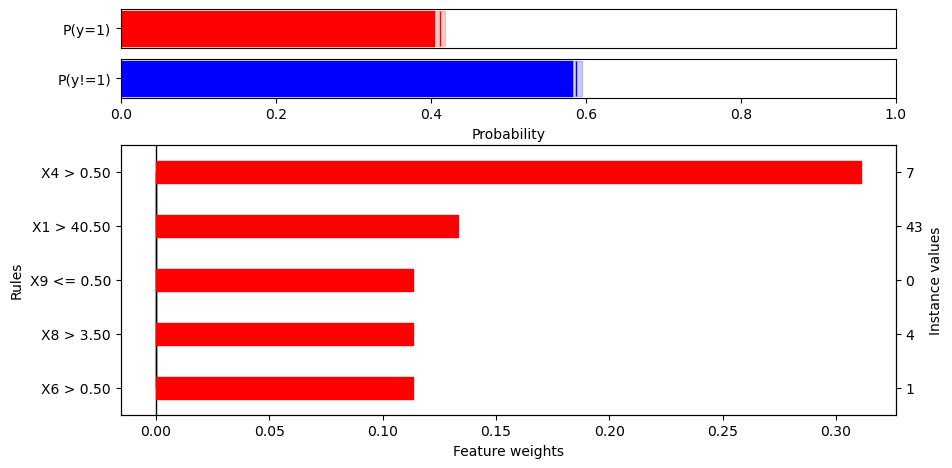 P(y=1)
P(y!=1)
0.0 0.2 0.4 0.6 0.8 1.0
Probability
X4 > 0.50 7
X1 > 40.50 43
X9 <= 0.50 0
X8 > 3.50 4
X6 > 0.50 1
Rules
Instance values
0.00 0.05 0.10 0.15 0.20 0.25 0.30
Feature weights